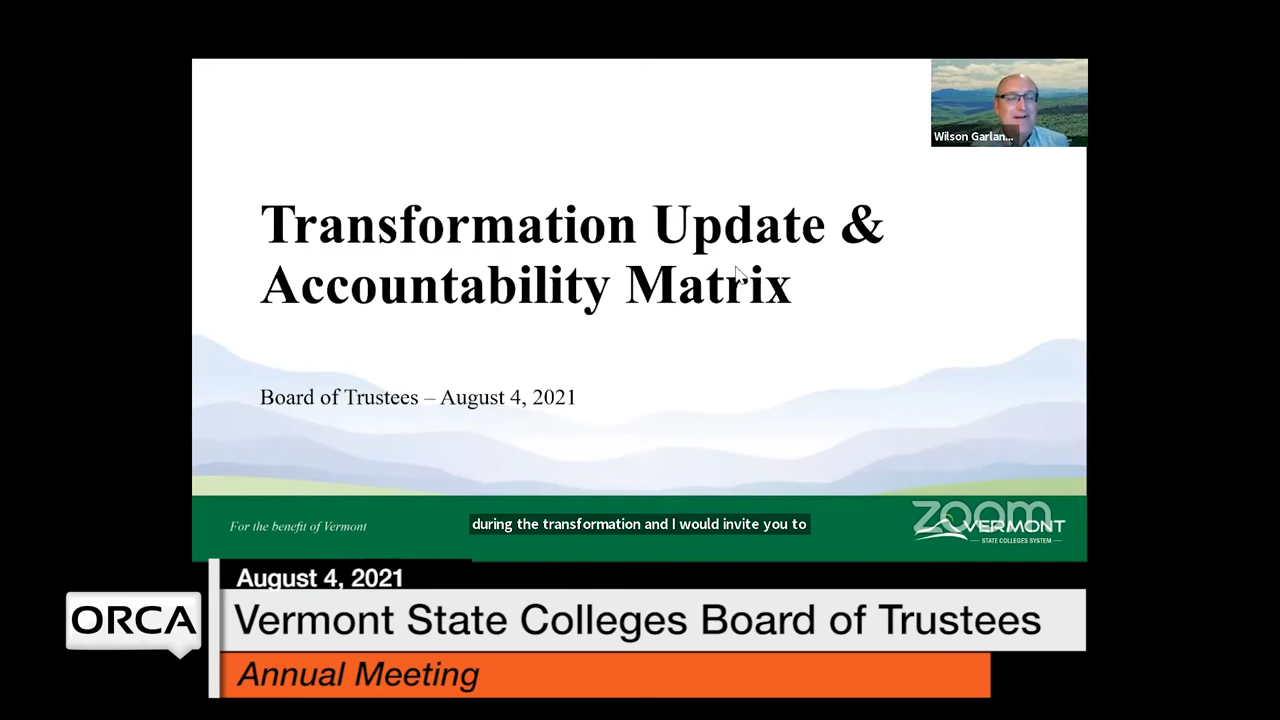 Wilson Garlan...
Transformation Update &
Accountability Matrix
Board of Trustees – August 4, 2021
For the benefit of Vermont
during the transformation and I would invite you to
zoom
VERMONT
STATE COLLEGES SYSTEM
August 4, 2021
ORCA
Vermont State Colleges Board of Trustees
Annual Meeting